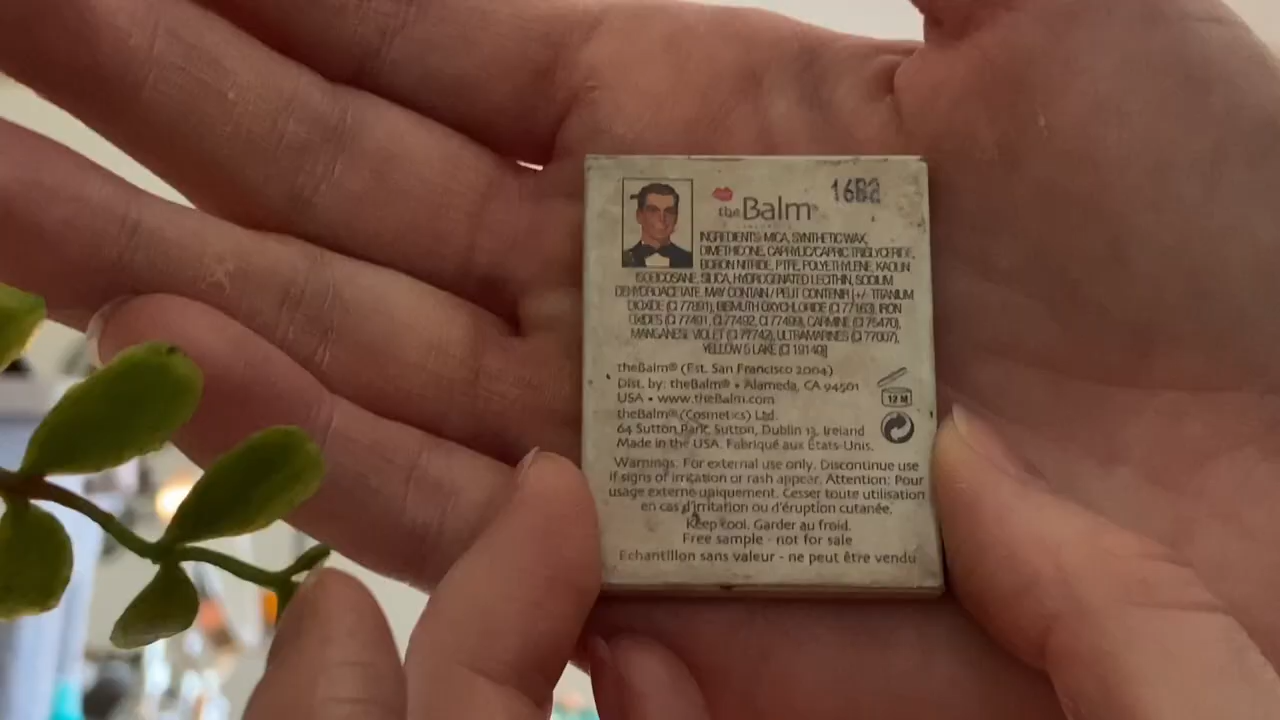 the Balm®
16B2
INGREDIENTS: MICA, SYNTHETIC WAX,
DIMETHICONE, CAPRYLIC/CAPRIC TRIGLYCERIDE,
BORON NITRIDE, PTFE, POLYETHYLENE, KAOLIN
ISOEICOSANE, SILICA, HYDROGENATED LECITHIN, SODIUM
DEHYDROACETATE. MAY CONTAIN / PEUT CONTENIR [+/- TITANIUM
DIOXIDE (CI 77891), BISMUTH OXYCHLORIDE (CI 77163), IRON
OXIDES (CI 77491, CI 77492, CI 77499), CARMINE (CI 75470),
MANGANESE VIOLET (CI 77742), ULTRAMARINES (CI 77007),
YELLOW 5 LAKE (CI 19140)]
theBalm® (Est. San Francisco 2004)
Dist. by: theBalm® • Alameda, CA 94501
USA • www.theBalm.com
theBalm® (Cosmetics) Ltd.
64 Sutton Park, Sutton, Dublin 13, Ireland
Made in the USA. Fabriqué aux États-Unis.
12 M
Warnings. For external use only. Discontinue use
if signs of irritation or rash appear. Attention: Pour
usage externe uniquement. Cesser toute utilisation
en cas d'irritation ou d'éruption cutanée.
Keep cool. Garder au froid.
Free sample - not for sale
Echantillon sans valeur - ne peut être vendu